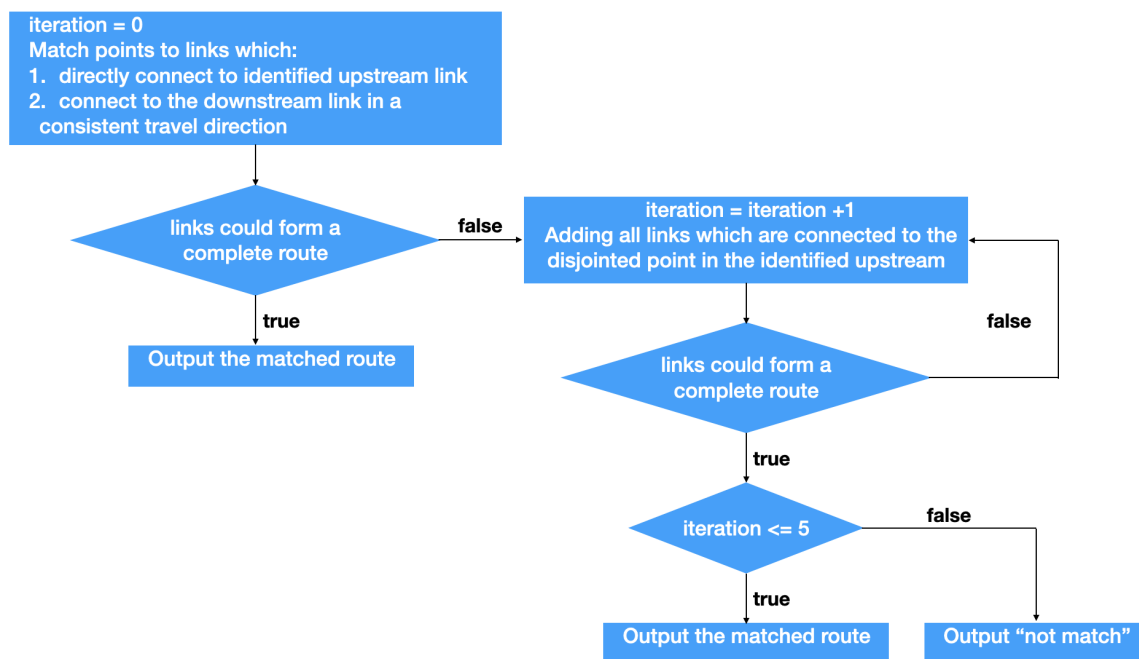 iteration = 0
Match points to links which:
1. directly connect to identified upstream link
2. connect to the downstream link in a
consistent travel direction
links could form a
complete route
false
true
Output the matched route
iteration = iteration +1
Adding all links which are connected to the
disjointed point in the identified upstream
false
links could form a
complete route
true
iteration <= 5
false
true
Output the matched route
Output “not match”